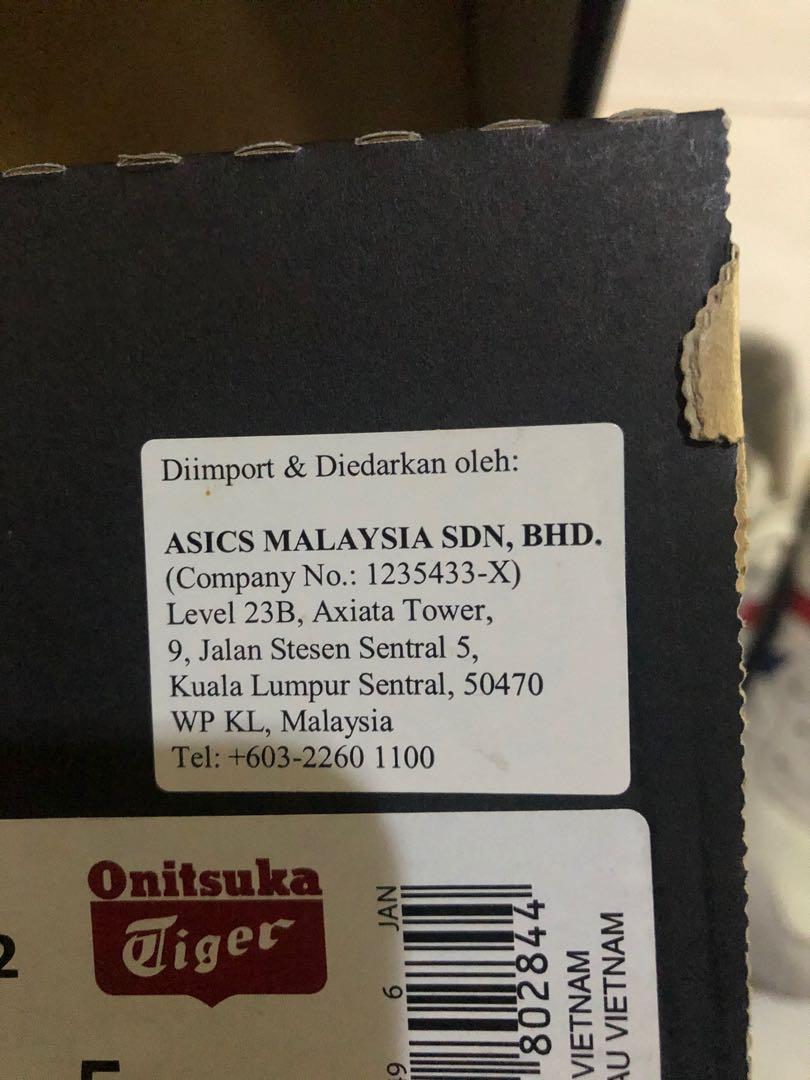 Diimport & Diedarkan oleh:
ASICS MALAYSIA SDN, BHD.
(Company No.: 1235433-X)
Level 23B, Axiata Tower,
9, Jalan Stesen Sentral 5,
Kuala Lumpur Sentral, 50470
WP KL, Malaysia
Tel: +603-2260 1100
Onitsuka
Tiger
2
JAN
6
9
802844
VIETNAM
AU VIETNAM